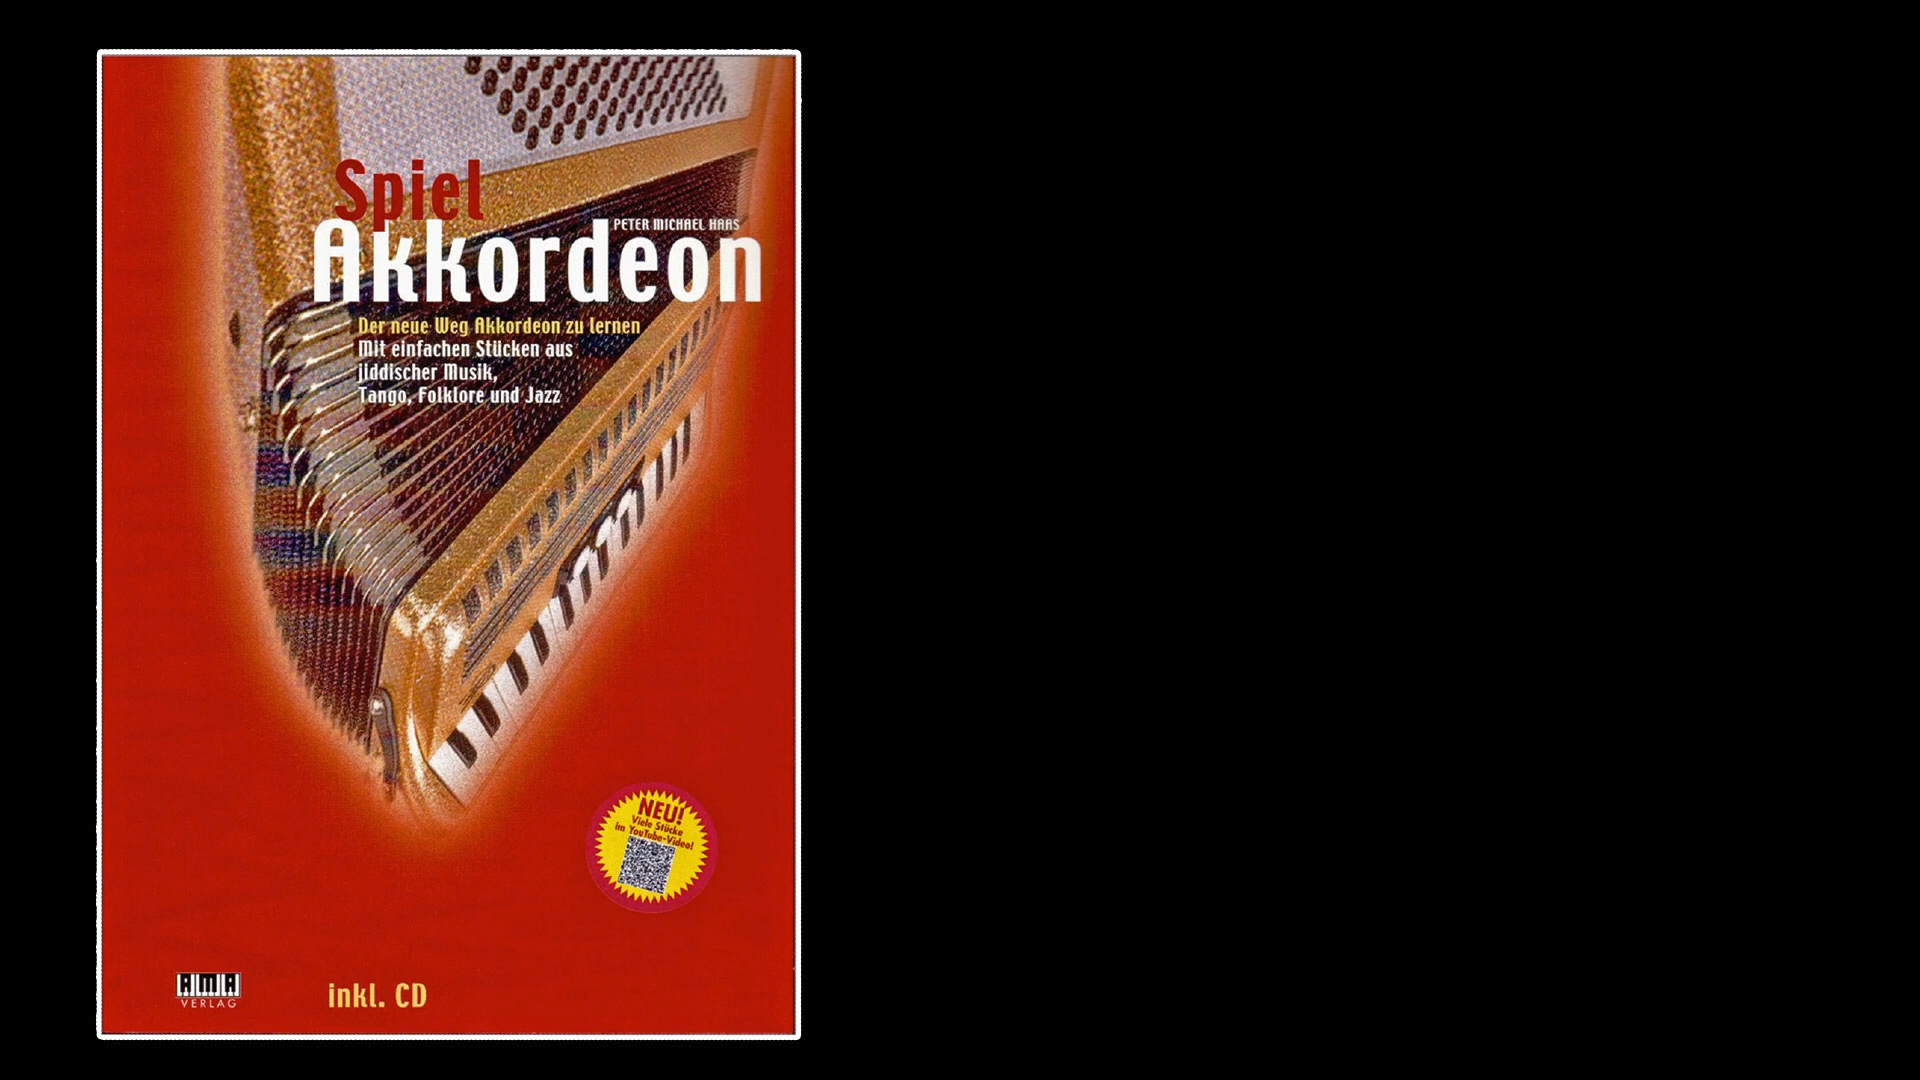 Spiel
PETER MICHAEL HAAS
Akkordeon
Der neue Weg Akkordeon zu lernen
Mit einfachen Stücken aus
jiddischer Musik,
Tango, Folklore und Jazz
NEU!
Viele Stücke
im YouTube-Video!
AMA
VERLAG
inkl. CD